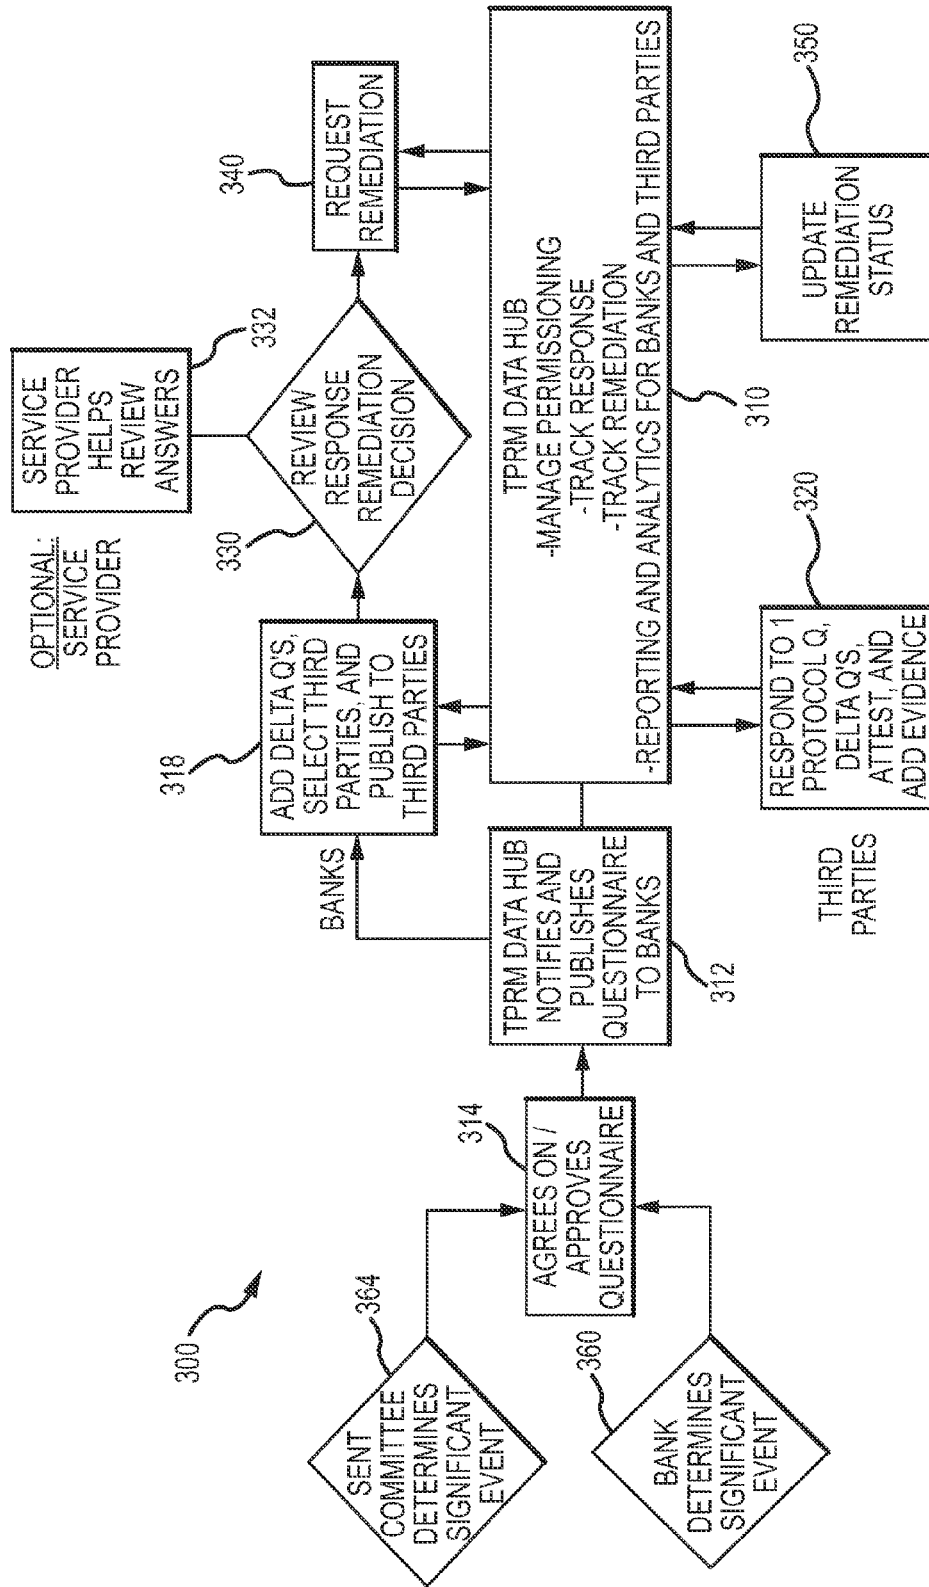 300
SENT
COMMITTEE
DETERMINES
SIGNIFICANT
EVENT
364
BANK
DETERMINES
SIGNIFICANT
EVENT
360
AGREES ON /
APPROVES
QUESTIONNAIRE
314
TPRM DATA HUB
NOTIFIES AND
PUBLISHES
QUESTIONNAIRE
TO BANKS
312
BANKS
ADD DELTA Q'S,
SELECT THIRD
PARTIES, AND
PUBLISH TO
THIRD PARTIES
318
OPTIONAL:
SERVICE
PROVIDER
SERVICE
PROVIDER
HELPS
REVIEW
ANSWERS
332
REVIEW
RESPONSE
REMEDIATION
DECISION
330
REQUEST
REMEDIATION
340
TPRM DATA HUB
-MANAGE PERMISSIONING
-TRACK RESPONSE
-TRACK REMEDIATION
-REPORTING AND ANALYTICS FOR BANKS AND THIRD PARTIES
310
THIRD
PARTIES
RESPOND TO 1
PROTOCOL Q,
DELTA Q'S,
ATTEST, AND
ADD EVIDENCE
320
UPDATE
REMEDIATION
STATUS
350